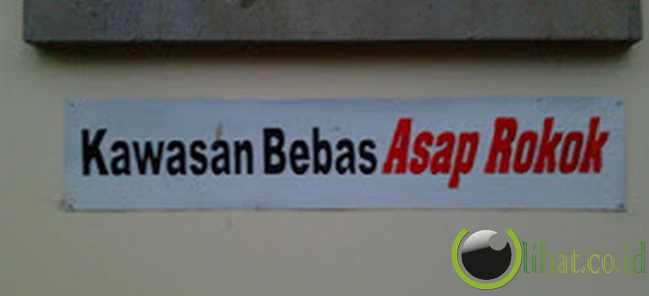 Kawasan Bebas Asap Rokok
lihat.co.id